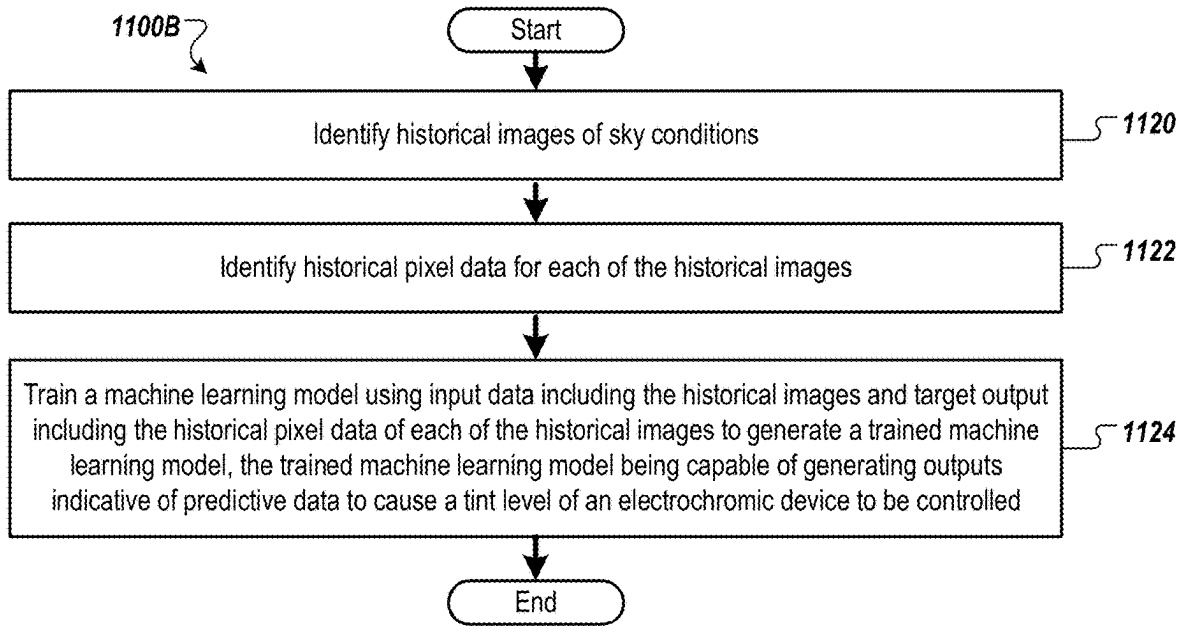 1100B
Start
Identify historical images of sky conditions
1120
Identify historical pixel data for each of the historical images
1122
Train a machine learning model using input data including the historical images and target output
including the historical pixel data of each of the historical images to generate a trained machine
learning model, the trained machine learning model being capable of generating outputs
indicative of predictive data to cause a tint level of an electrochromic device to be controlled
1124
End